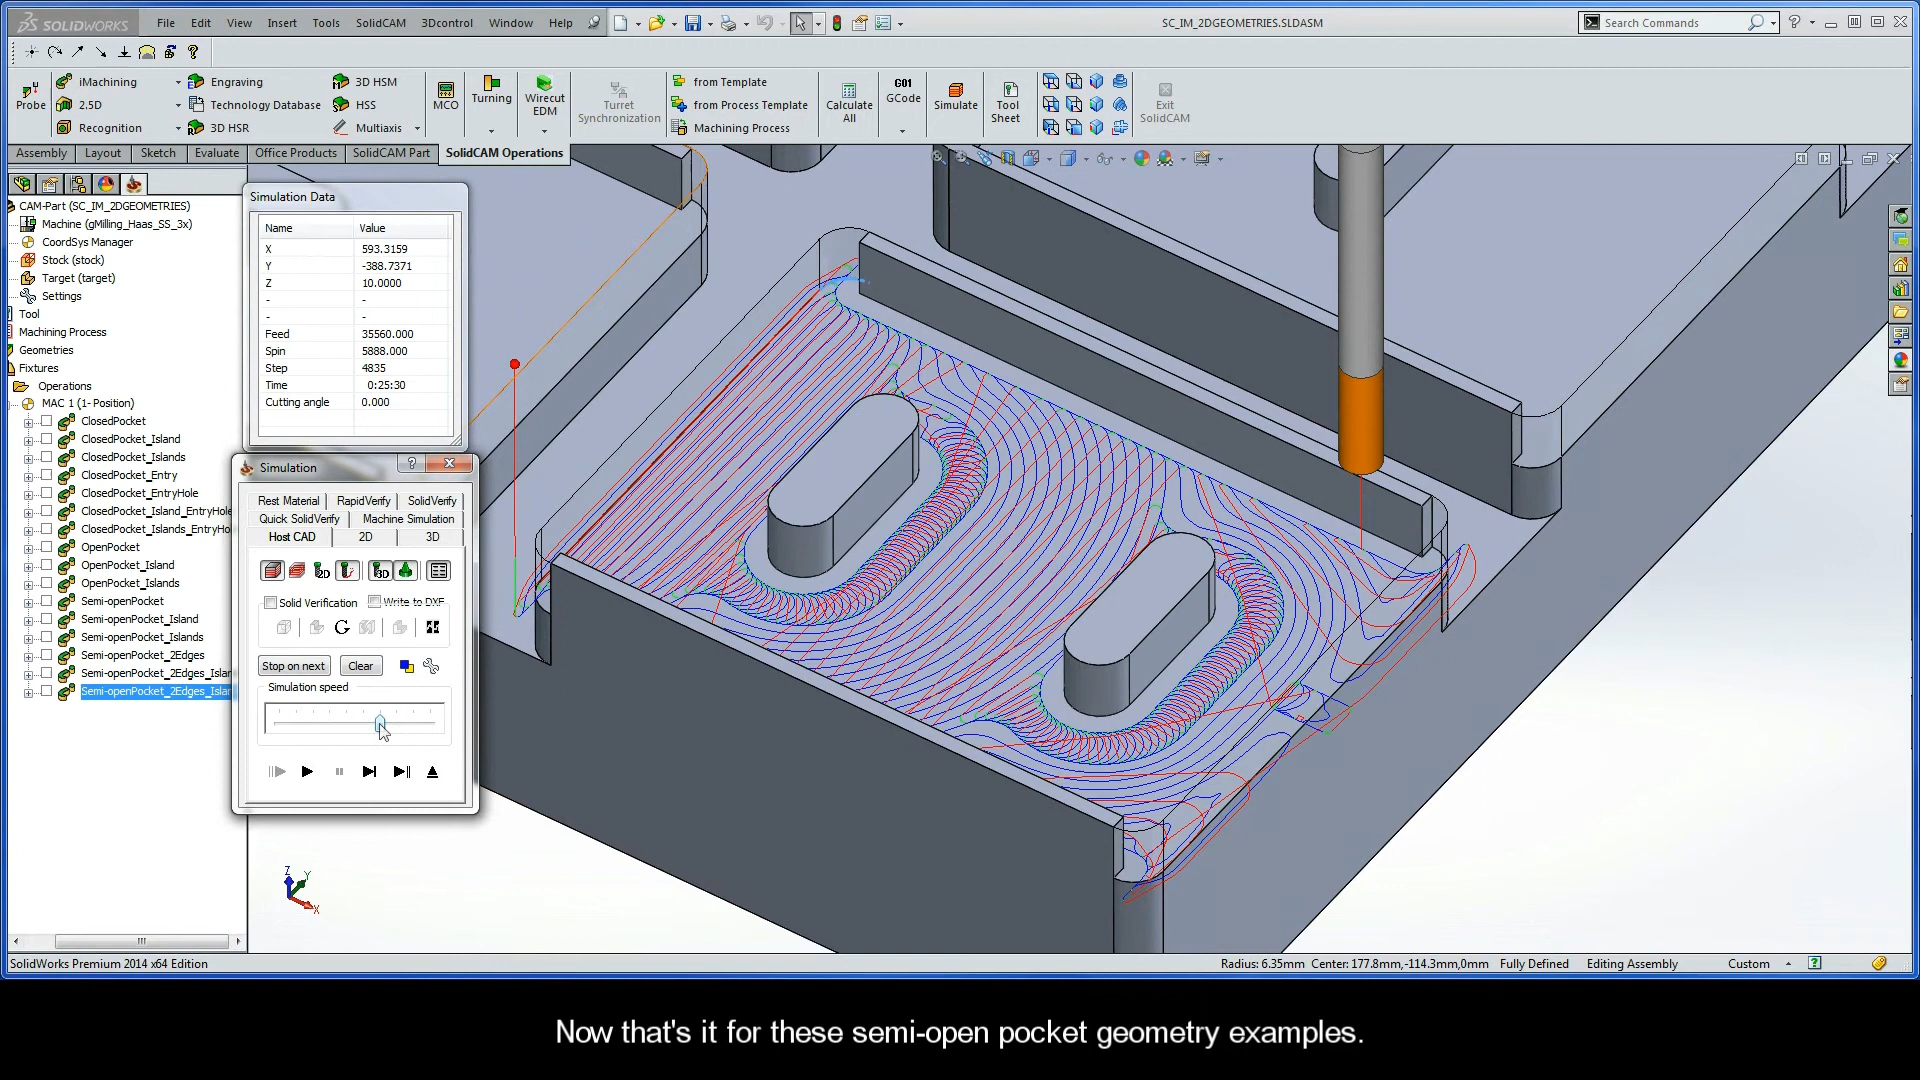 SOLIDWORKS File Edit View Insert Tools SolidCAM 3Dcontrol Window Help SC_IM_2DGEOMETRIES.SLDASM Search Commands
Probe
iMachining
2.5D
Recognition
Engraving
Technology Database
3D HSR
3D HSM
HSS
Multiaxis
MCO
Turning
Wirecut EDM
Turret Synchronization
from Template
from Process Template
Machining Process
Calculate All
G01
GCode
Simulate
Tool Sheet
Exit SolidCAM
Assembly Layout Sketch Evaluate Office Products SolidCAM Part SolidCAM Operations
CAM-Part (SC_IM_2DGEOMETRIES)
Machine (gMilling_Haas_SS_3x)
CoordSys Manager
Stock (stock)
Target (target)
Settings
Tool
Machining Process
Geometries
Fixtures
Operations
MAC 1 (1- Position)
ClosedPocket
ClosedPocket_Island
ClosedPocket_Islands
ClosedPocket_Entry
ClosedPocket_EntryHole
ClosedPocket_Island_EntryHole
ClosedPocket_Islands_EntryHo
OpenPocket
OpenPocket_Island
OpenPocket_Islands
Semi-openPocket
Semi-openPocket_Island
Semi-openPocket_Islands
Semi-openPocket_2Edges
Semi-openPocket_2Edges_Islan
Semi-openPocket_2Edges_Islan
Simulation Data
Name Value
X 593.3159
Y -388.7371
Z 10.0000
- -
- -
Feed 35560.000
Spin 5888.000
Step 4835
Time 0:25:30
Cutting angle 0.000
Simulation
Rest Material RapidVerify SolidVerify
Quick SolidVerify Machine Simulation
Host CAD 2D 3D
Solid Verification Write to DXF
Stop on next Clear
Simulation speed
Z Y X
SolidWorks Premium 2014 x64 Edition Radius: 6.35mm Center: 177.8mm,-114.3mm,0mm Fully Defined Editing Assembly Custom
Now that's it for these semi-open pocket geometry examples.